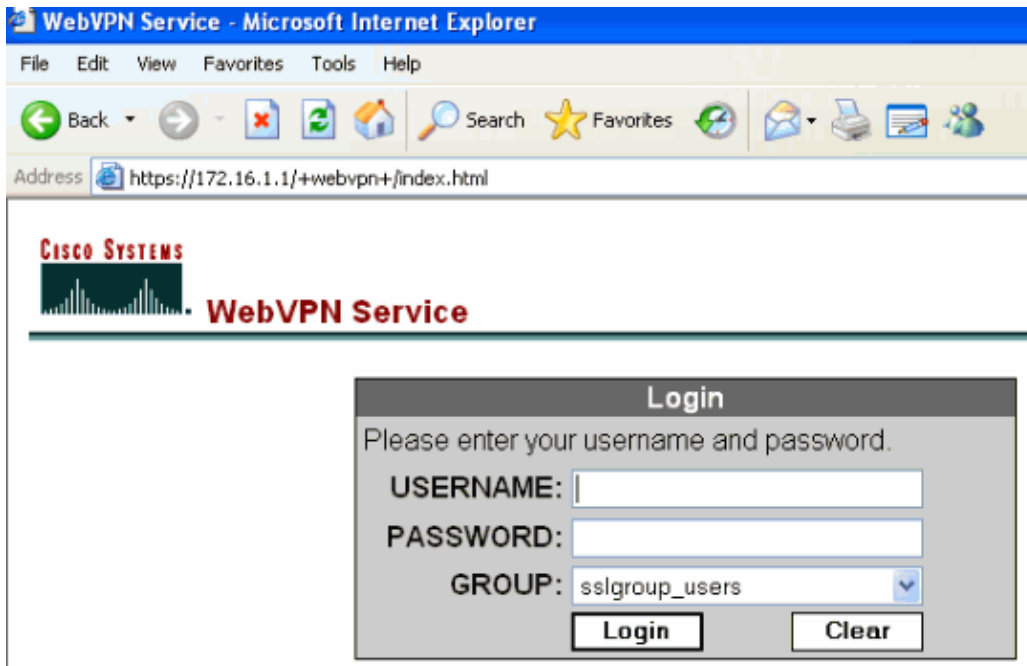 WebVPN Service - Microsoft Internet Explorer
File Edit View Favorites Tools Help
Back Search Favorites
Address https://172.16.1.1/+webvpn+/index.html
CISCO SYSTEMS
WebVPN Service
Login
Please enter your username and password.
USERNAME:
PASSWORD:
GROUP: sslgroup_users
Login Clear